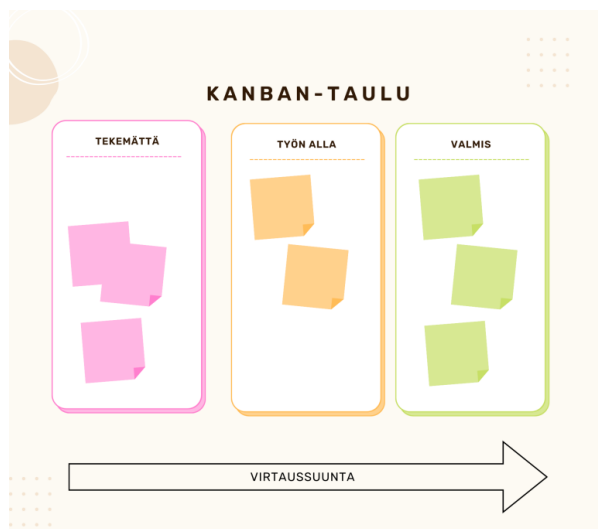 KANBAN-TAULU
TEKEMÄTTÄ
TYÖN ALLA
VALMIS
VIRTAUSSUUNTA